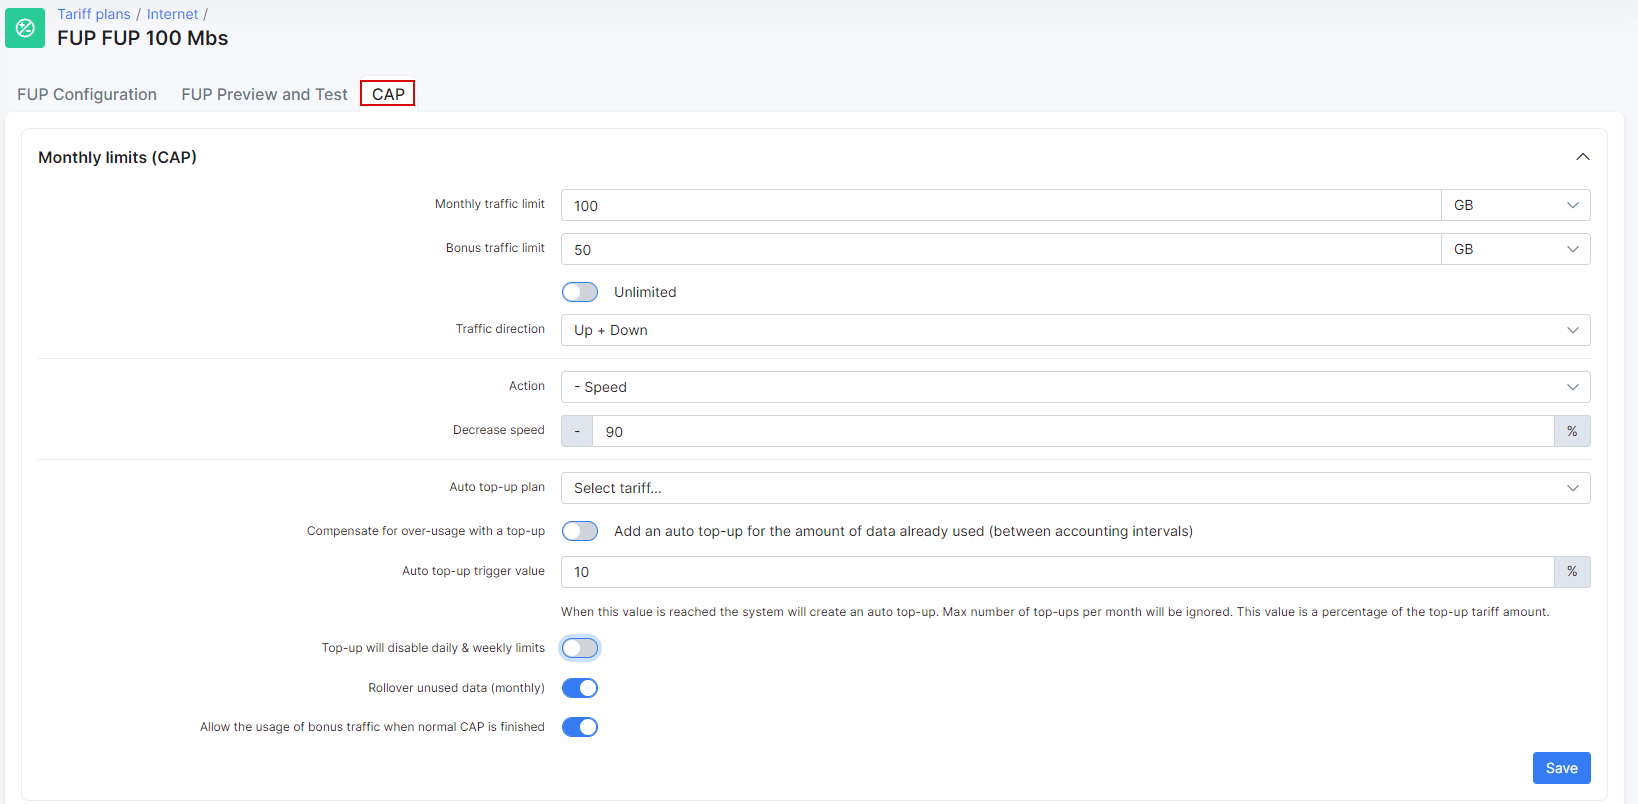 Tariff plans / Internet /
FUP FUP 100 Mbs
FUP Configuration FUP Preview and Test CAP
Monthly limits (CAP)
Monthly traffic limit 100 GB
Bonus traffic limit 50 GB
Unlimited
Traffic direction Up + Down
Action - Speed
Decrease speed - 90 %
Auto top-up plan Select tariff...
Compensate for over-usage with a top-up Add an auto top-up for the amount of data already used (between accounting intervals)
Auto top-up trigger value 10 %
When this value is reached the system will create an auto top-up. Max number of top-ups per month will be ignored. This value is a percentage of the top-up tariff amount.
Top-up will disable daily & weekly limits
Rollover unused data (monthly)
Allow the usage of bonus traffic when normal CAP is finished
Save